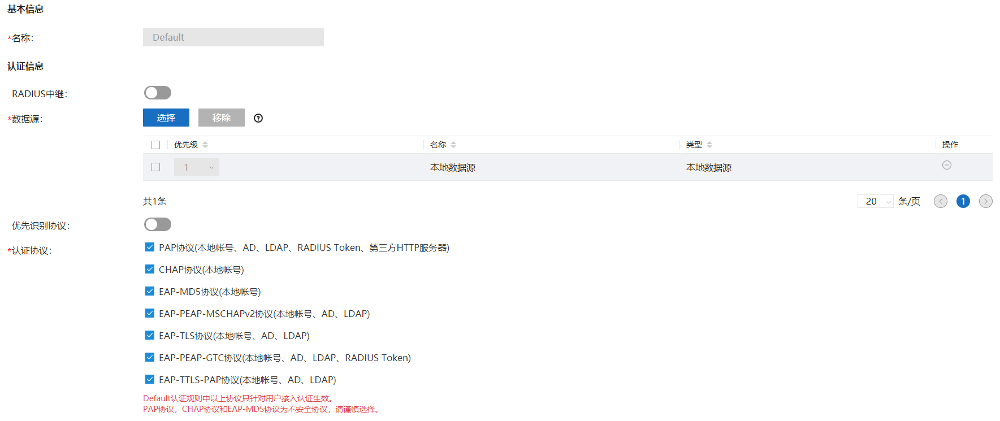 基本信息
*名称:
Default
认证信息
RADIUS中继:
*数据源:
选择 移除
优先级 名称 类型 操作
1 本地数据源 本地数据源
共1条 20 条/页 1
优先识别协议:
*认证协议:
PAP协议(本地帐号、AD、LDAP、RADIUS Token、第三方HTTP服务器)
CHAP协议(本地帐号)
EAP-MD5协议(本地帐号)
EAP-PEAP-MSCHAPv2协议(本地帐号、AD、LDAP)
EAP-TLS协议(本地帐号、AD、LDAP)
EAP-PEAP-GTC协议(本地帐号、AD、LDAP、RADIUS Token)
EAP-TTLS-PAP协议(本地帐号、AD、LDAP)
Default认证规则中以上协议只针对用户接入认证生效。
PAP协议，CHAP协议和EAP-MD5协议为不安全协议，请谨慎选择。